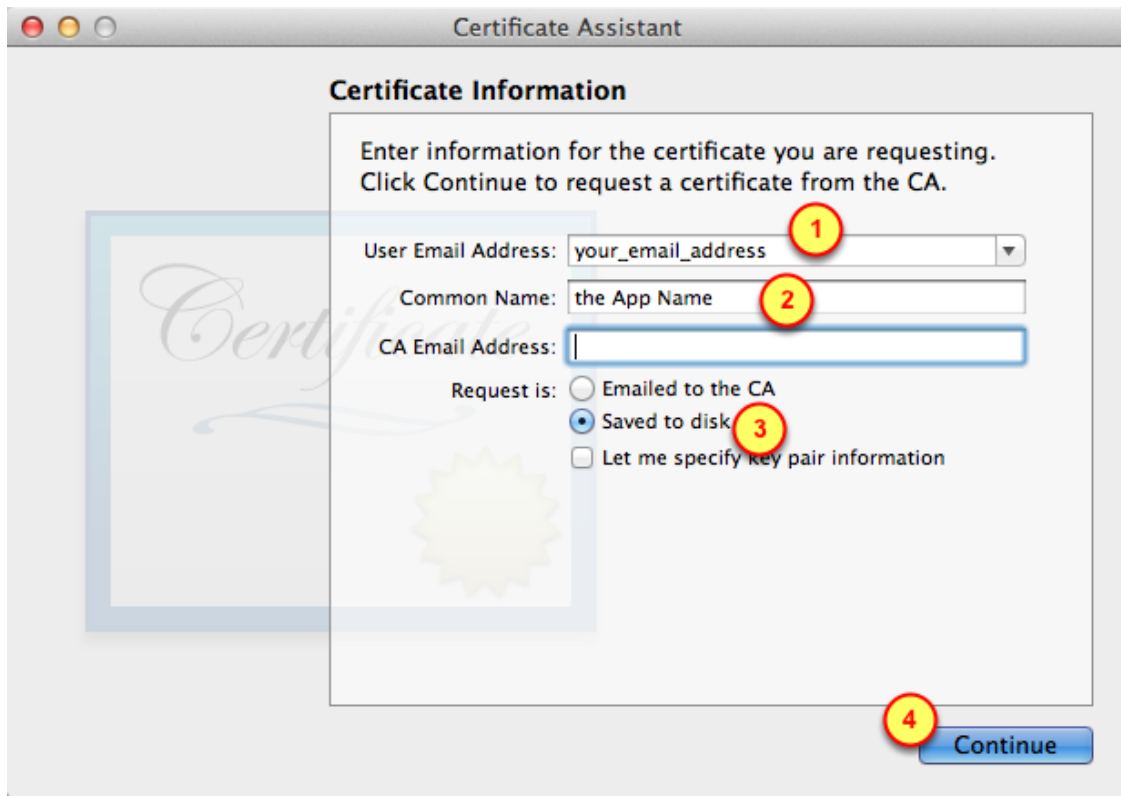 Certificate Assistant
Certificate Information
Enter information for the certificate you are requesting.
Click Continue to request a certificate from the CA.
1
User Email Address: your_email_address
Common Name: the App Name 2
Certificate
CA Email Address:
Request is: Emailed to the CA
Saved to disk 3
Let me specify key pair information
4
Continue